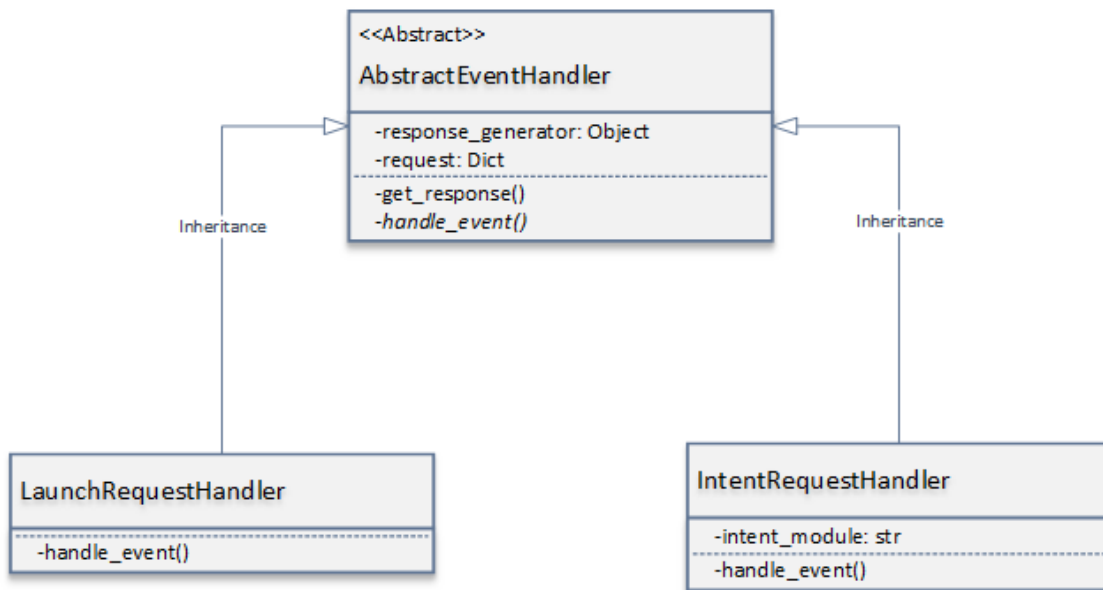 <<Abstract>>
AbstractEventHandler
-response_generator: Object
-request: Dict
-get_response()
-handle_event()
Inheritance
Inheritance
LaunchRequestHandler
-handle_event()
IntentRequestHandler
-intent_module: str
-handle_event()